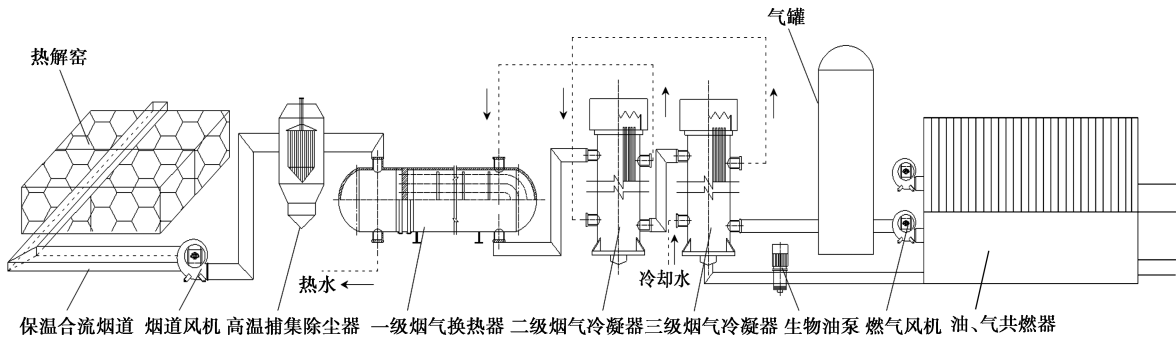 气罐
热解窑
热水
冷却水
保温合流烟道
烟道风机
高温捕集除尘器
一级烟气换热器
二级烟气冷凝器
三级烟气冷凝器
生物油泵
燃气风机
油、气共燃器